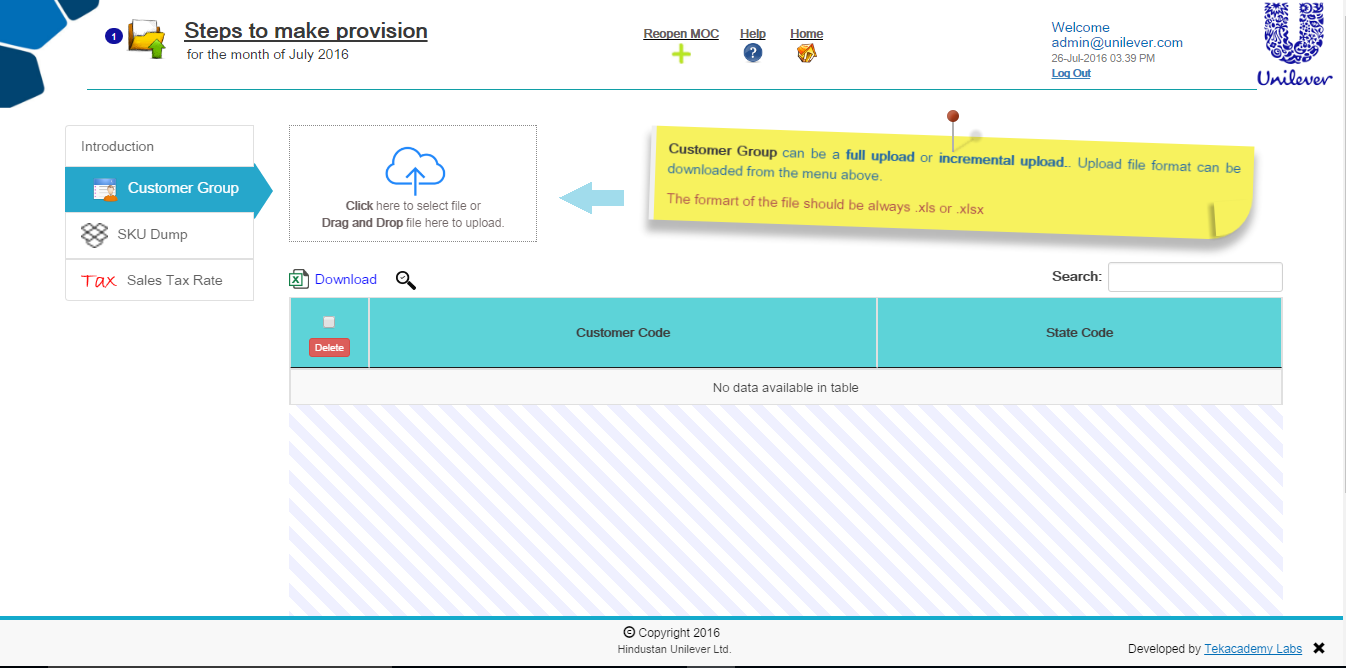 1
Steps to make provision
for the month of July 2016
Reopen MOC
Help
?
Home
Welcome
admin@unilever.com
26-Jul-2016 03.39 PM
Log Out
Unilever
Introduction
Customer Group
SKU Dump
Tax Sales Tax Rate
Click here to select file or
Drag and Drop file here to upload.
Customer Group can be a full upload or incremental upload.. Upload file format can be
downloaded from the menu above.
The formart of the file should be always .xls or .xlsx
X Download
Search:
Delete
Customer Code
State Code
No data available in table
© Copyright 2016
Hindustan Unilever Ltd.
Developed by Tekacademy Labs